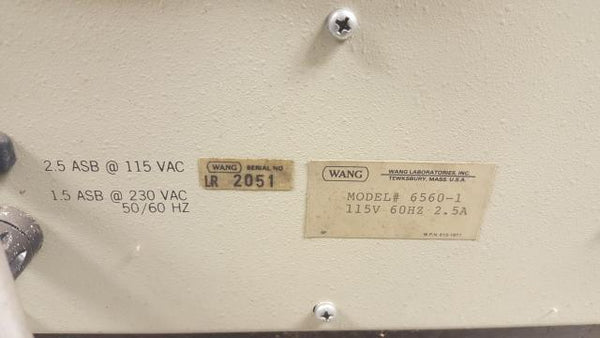 2.5 ASB @ 115 VAC
1.5 ASB @ 230 VAC
50/60 HZ
WANG SERIAL NO
LR 2051
WANG WANG LABORATORIES, INC.
TEWKSBURY, MASS. U.S.A.
MODEL# 6560-1
115V 60HZ 2.5A